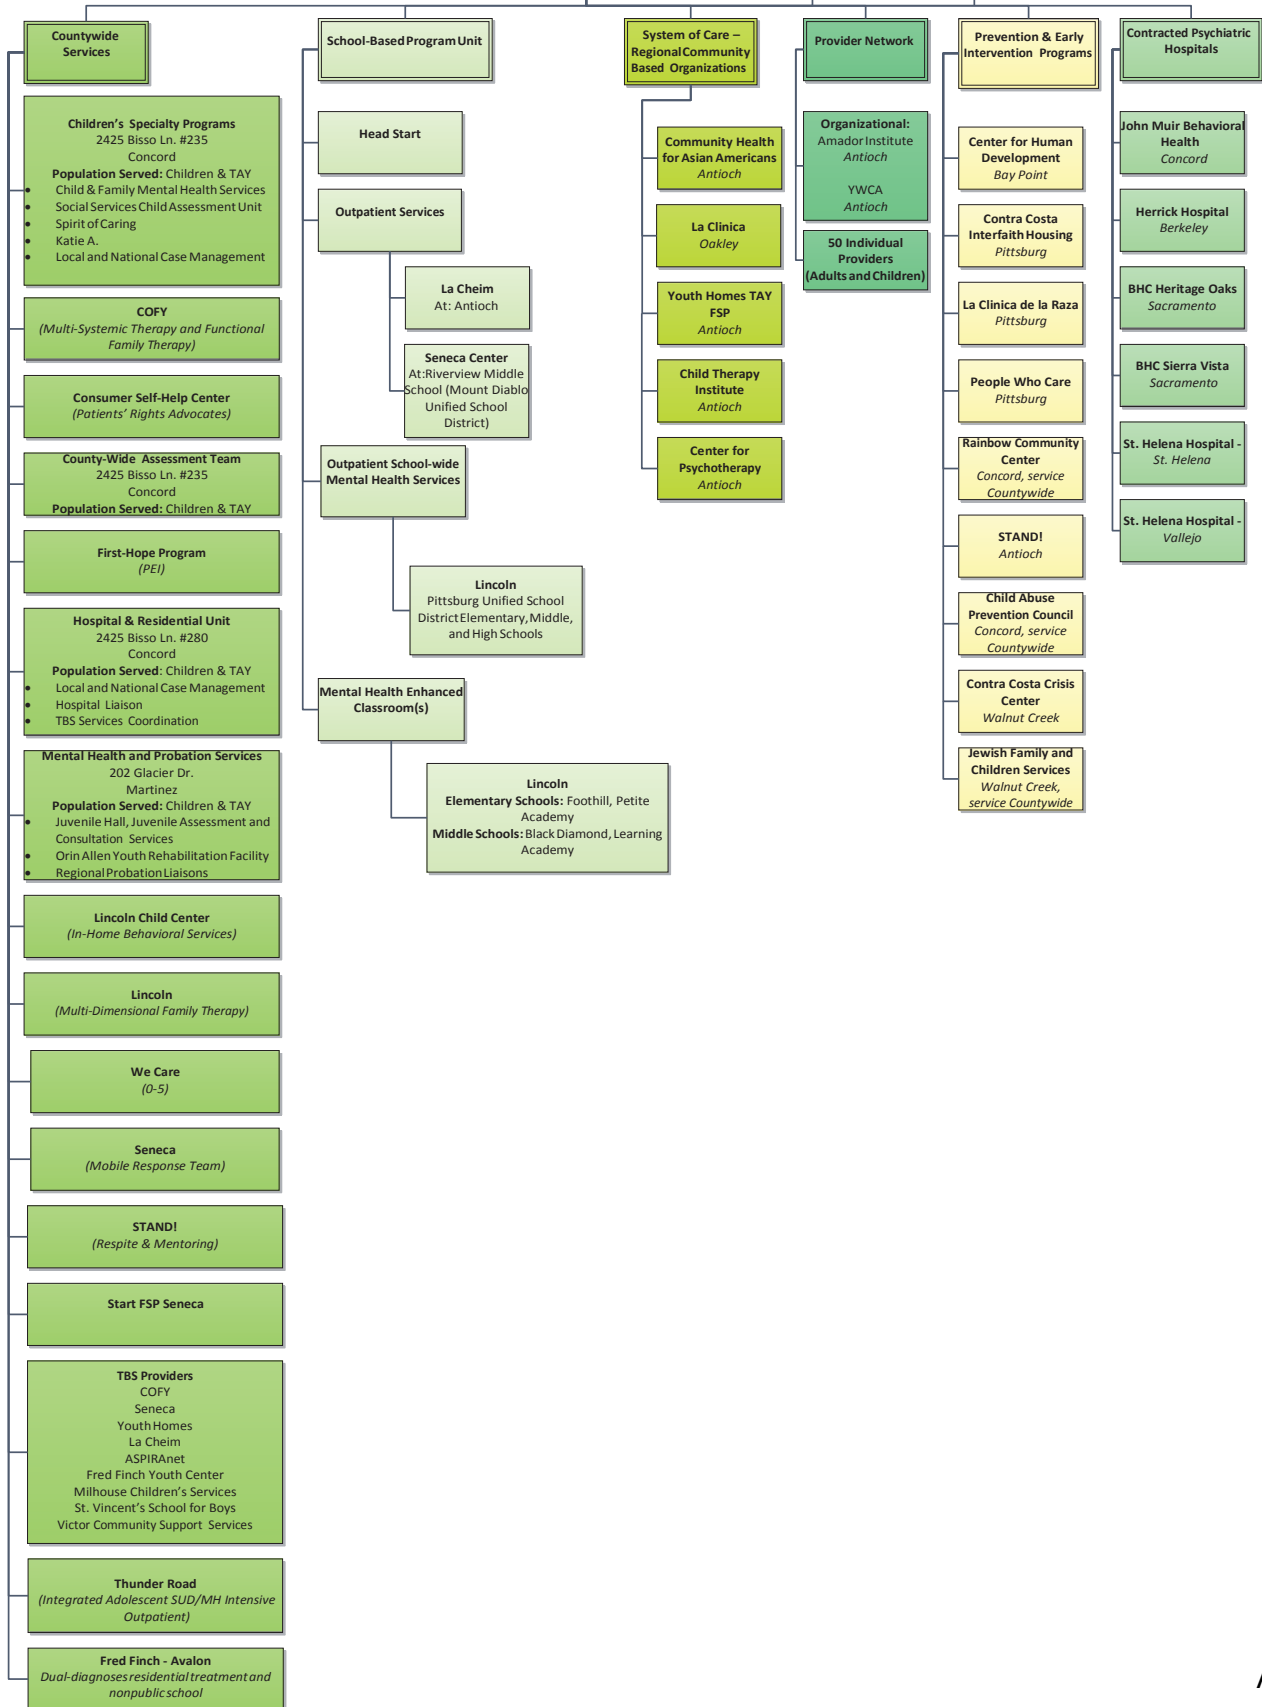 Countywide
Services
Children's Specialty Programs
2425 Bisso Ln. #235
Concord
Population Served: Children & TAY
• Child & Family Mental Health Services
• Social Services Child Assessment Unit
• Spirit of Caring
• Katie A.
• Local and National Case Management
COFY
(Multi-Systemic Therapy and Functional
Family Therapy)
Consumer Self-Help Center
(Patients' Rights Advocates)
County-Wide Assessment Team
2425 Bisso Ln. #235
Concord
Population Served: Children & TAY
First-Hope Program
(PEI)
Hospital & Residential Unit
2425 Bisso Ln. #280
Concord
Population Served: Children & TAY
• Local and National Case Management
• Hospital Liaison
• TBS Services Coordination
Mental Health and Probation Services
202 Glacier Dr.
Martinez
Population Served: Children & TAY
• Juvenile Hall, Juvenile Assessment and
Consultation Services
• Orin Allen Youth Rehabilitation Facility
• Regional Probation Liaisons
Lincoln Child Center
(In-Home Behavioral Services)
Lincoln
(Multi-Dimensional Family Therapy)
We Care
(0-5)
Seneca
(Mobile Response Team)
STAND!
(Respite & Mentoring)
Start FSP Seneca
TBS Providers
COFY
Seneca
Youth Homes
La Cheim
ASPIRAnet
Fred Finch Youth Center
Milhouse Children's Services
St. Vincent's School for Boys
Victor Community Support Services
Thunder Road
(Integrated Adolescent SUD/MH Intensive
Outpatient)
Fred Finch - Avalon
Dual-diagnoses residential treatment and
nonpublic school
School-Based Program Unit
Head Start
Outpatient Services
La Cheim
At: Antioch
Seneca Center
At:Riverview Middle
School (Mount Diablo
Unified School
District)
Outpatient School-wide
Mental Health Services
Lincoln
Pittsburg Unified School
District Elementary, Middle,
and High Schools
Mental Health Enhanced
Classroom(s)
Lincoln
Elementary Schools: Foothill, Petite
Academy
Middle Schools: Black Diamond, Learning
Academy
System of Care –
Regional Community
Based Organizations
Community Health
for Asian Americans
Antioch
La Clinica
Oakley
Youth Homes TAY
FSP
Antioch
Child Therapy
Institute
Antioch
Center for
Psychotherapy
Antioch
Provider Network
Organizational:
Amador Institute
Antioch
YWCA
Antioch
50 Individual
Providers
(Adults and Children)
Prevention & Early
Intervention Programs
Center for Human
Development
Bay Point
Contra Costa
Interfaith Housing
Pittsburg
La Clinica de la Raza
Pittsburg
People Who Care
Pittsburg
Rainbow Community
Center
Concord, service
Countywide
STAND!
Antioch
Child Abuse
Prevention Council
Concord, service
Countywide
Contra Costa Crisis
Center
Walnut Creek
Jewish Family and
Children Services
Walnut Creek,
service Countywide
Contracted Psychiatric
Hospitals
John Muir Behavioral
Health
Concord
Herrick Hospital
Berkeley
BHC Heritage Oaks
Sacramento
BHC Sierra Vista
Sacramento
St. Helena Hospital -
St. Helena
St. Helena Hospital -
Vallejo